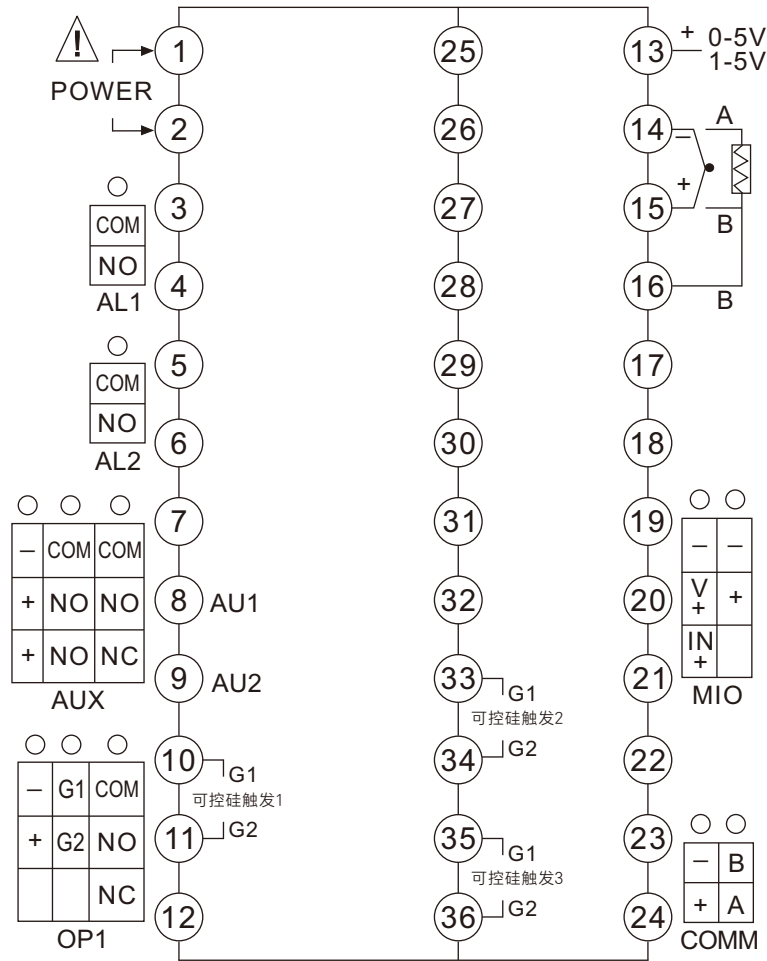 1
25
13
+ 0-5V
1-5V
POWER
2
26
14
–
A
3
27
15
+
B
COM
NO
AL1
4
28
16
B
5
29
17
COM
NO
AL2
6
30
18
7
31
19
– COM COM
+ NO NO
+ NO NC
AUX
8 AU1
32
20
– –
V
+ +
IN
+
MIO
9 AU2
33
G1
可控硅触发2
21
10
G1
可控硅触发1
34
G2
22
– G1 COM
+ G2 NO
NC
OP1
11
G2
35
G1
可控硅触发3
23
12
36
G2
24
– B
+ A
COMM